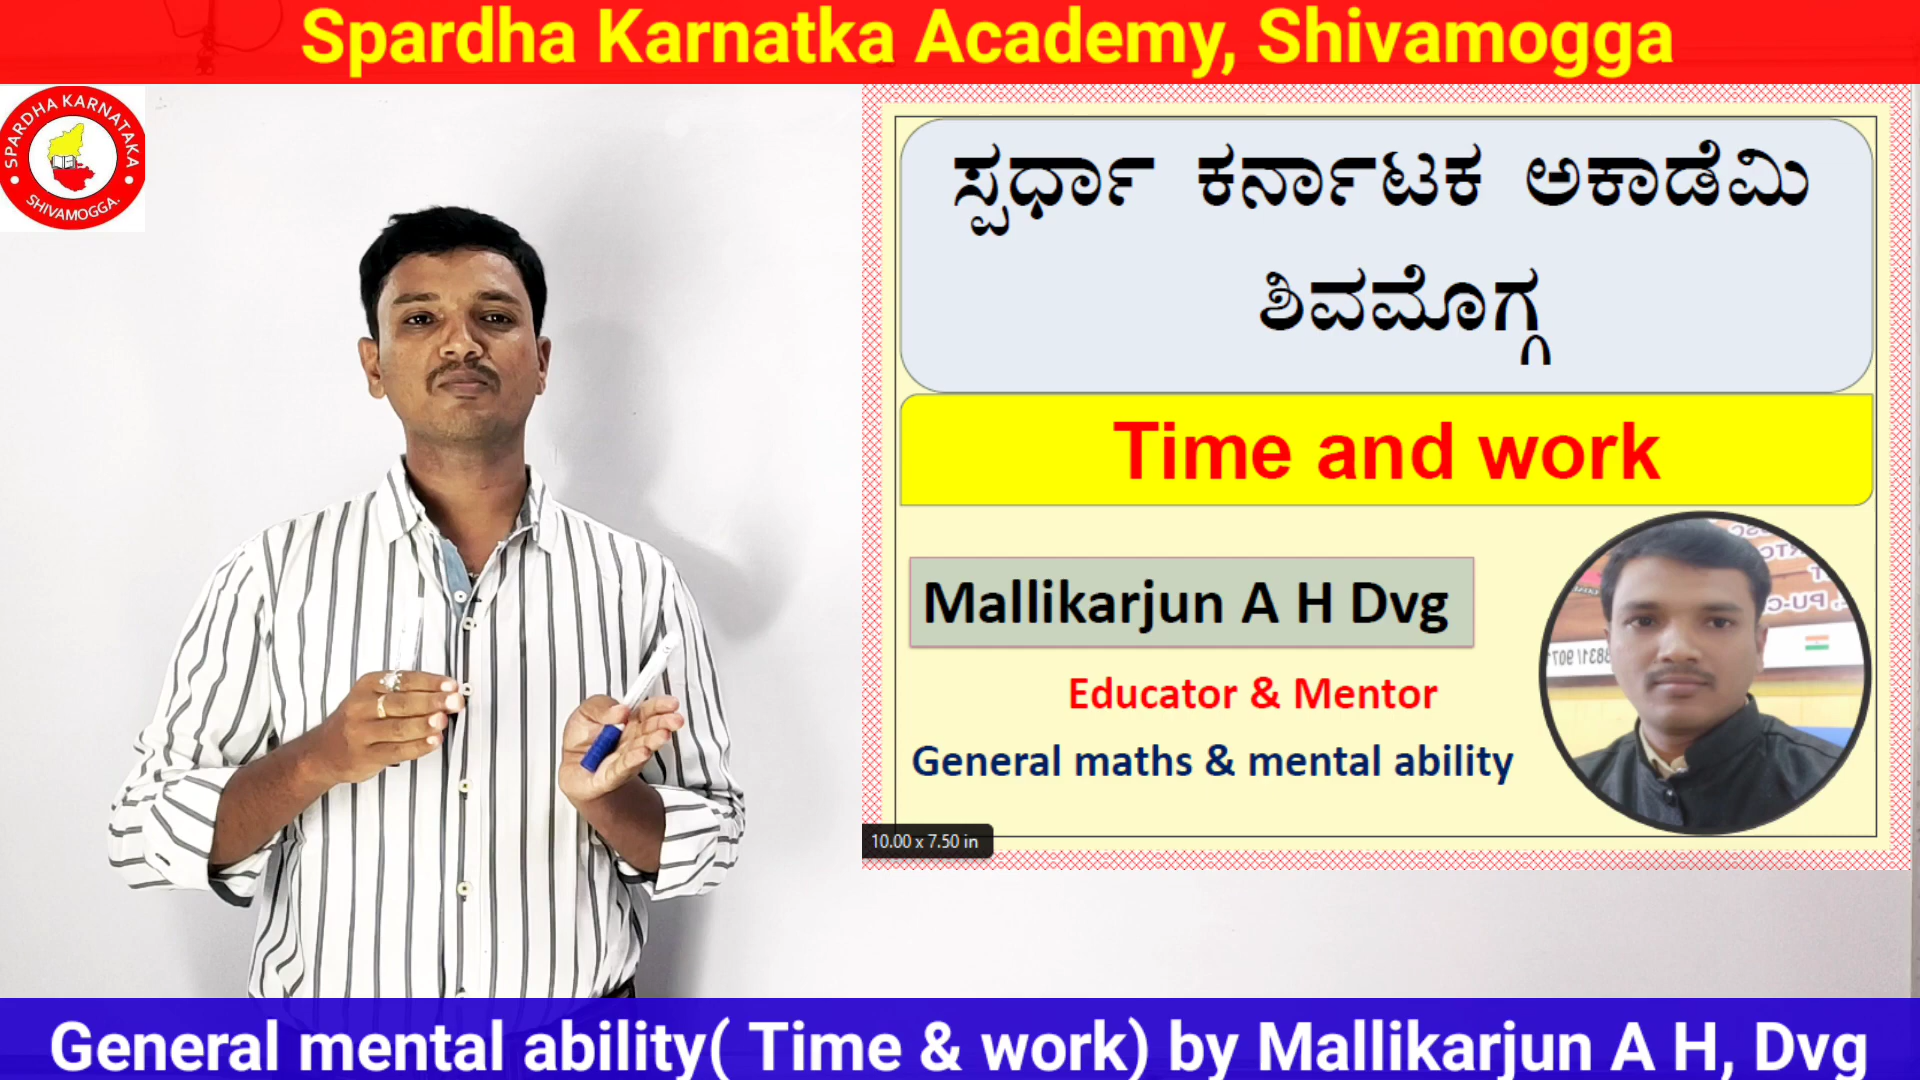 Spardha Karnatka Academy, Shivamogga
SPARDHA KARNATAKA
SHIVAMOGGA.
ಸ್ಪರ್ಧಾ ಕರ್ನಾಟಕ ಅಕಾಡೆಮಿ
ಶಿವಮೊಗ್ಗ
Time and work
Mallikarjun A H Dvg
Educator & Mentor
General maths & mental ability
10.00 x 7.50 in
General mental ability( Time & work) by Mallikarjun A H, Dvg